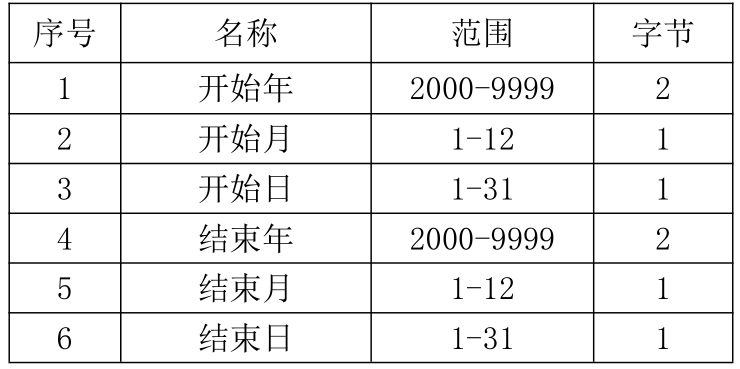 序号 名称 范围 字节
1 开始年 2000-9999 2
2 开始月 1-12 1
3 开始日 1-31 1
4 结束年 2000-9999 2
5 结束月 1-12 1
6 结束日 1-31 1